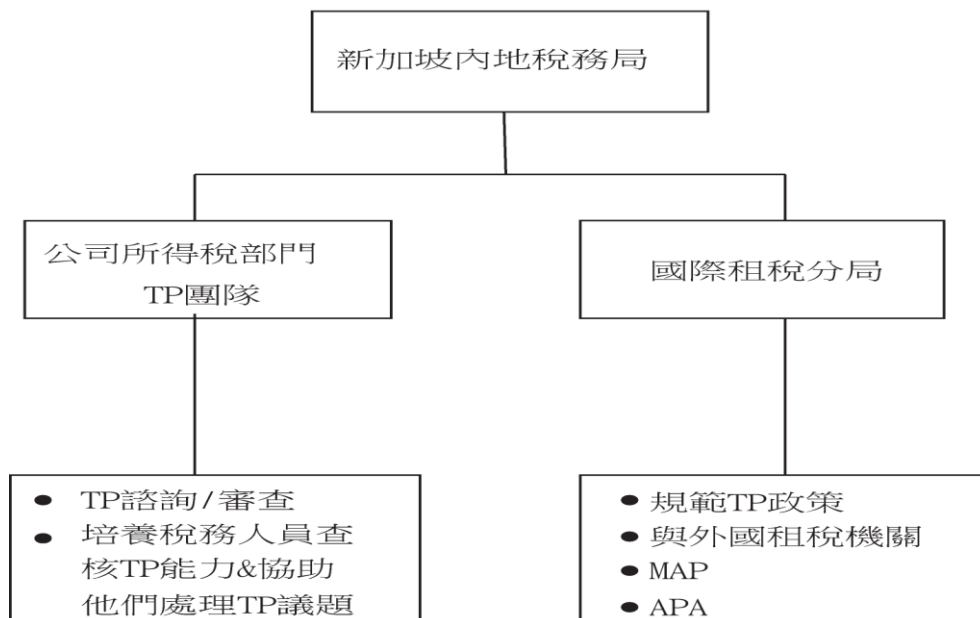 新加坡內地稅務局
公司所得稅部門
TP團隊
國際租稅分局
● TP諮詢/審查
● 培養稅務人員查
核TP能力&協助
他們處理TP議題
● 規範TP政策
● 與外國租稅機關
● MAP
● APA